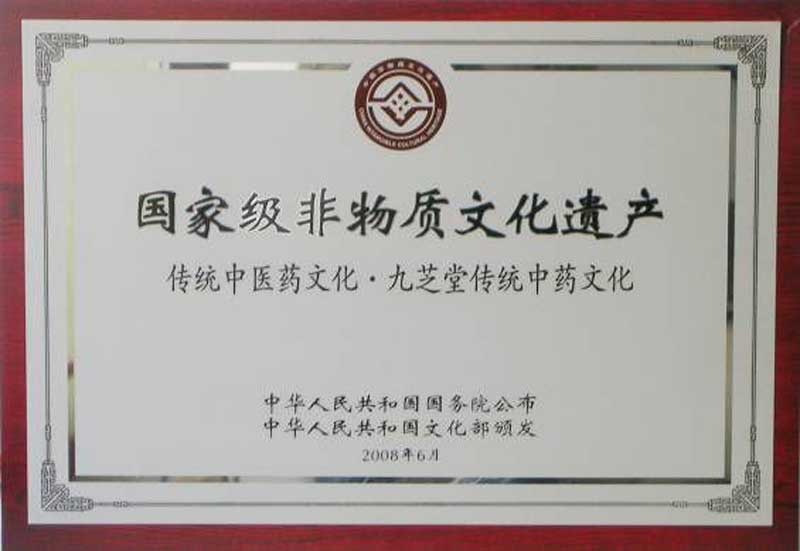 国家级非物质文化遗产
传统中医药文化·九芝堂传统中药文化
中华人民共和国国务院公布
中华人民共和国文化部颁发
2008年6月